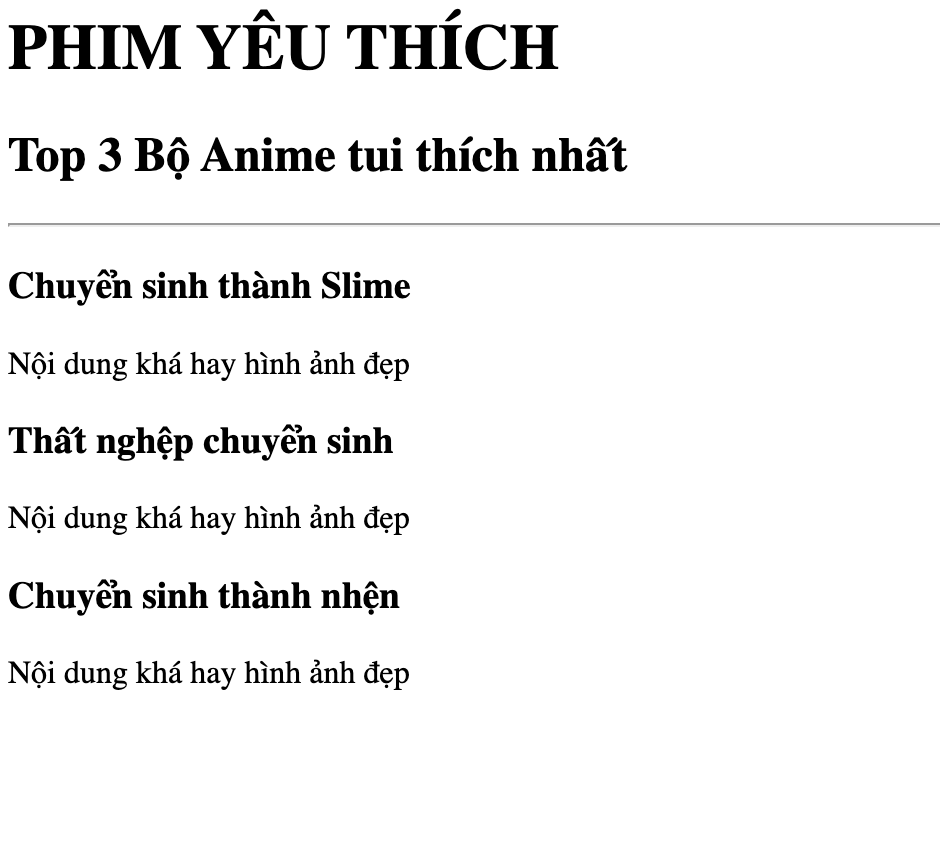 PHIM YÊU THÍCH
Top 3 Bộ Anime tui thích nhất
Chuyển sinh thành Slime
Nội dung khá hay hình ảnh đẹp
Thất nghệp chuyển sinh
Nội dung khá hay hình ảnh đẹp
Chuyển sinh thành nhện
Nội dung khá hay hình ảnh đẹp